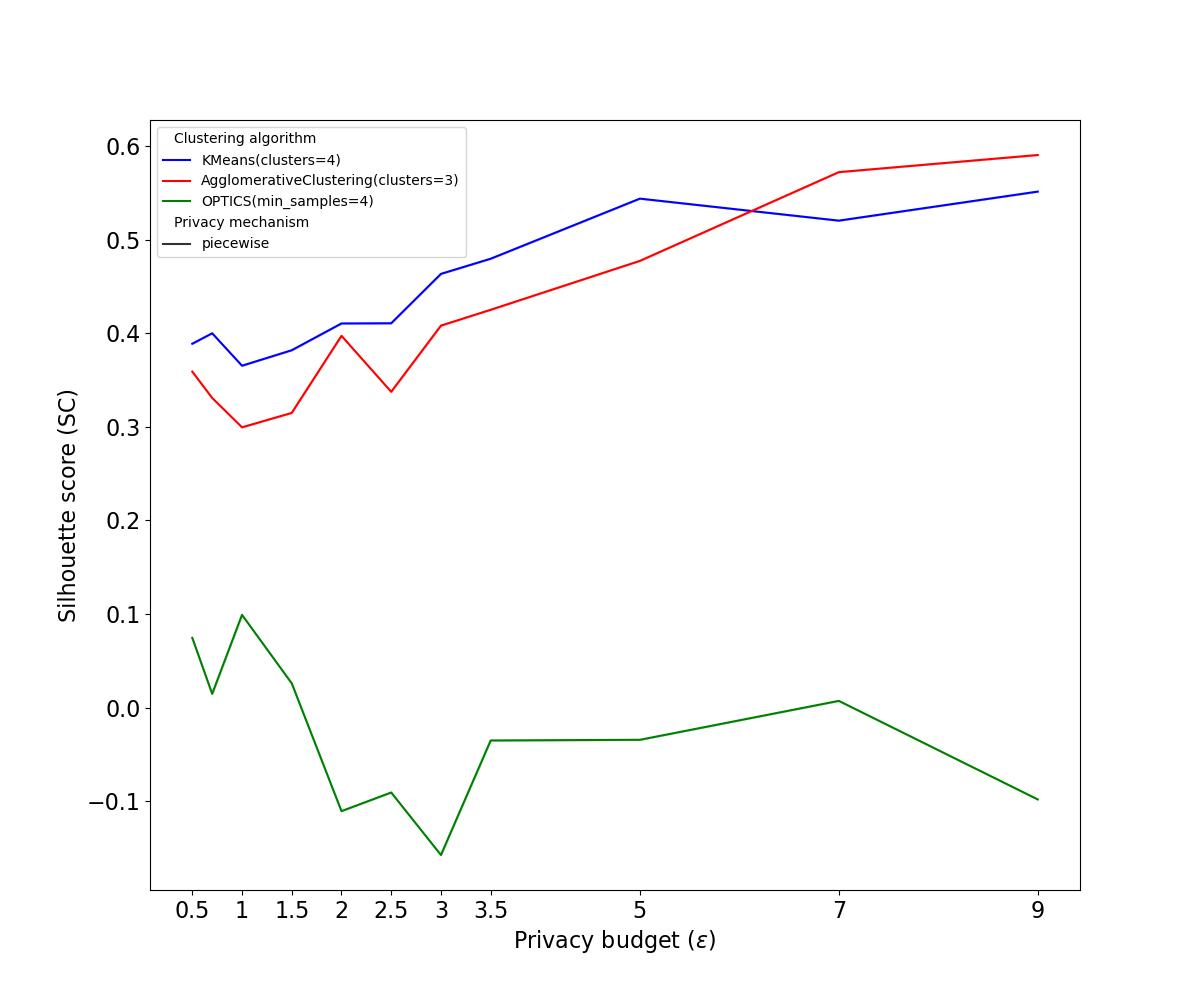 Clustering algorithm
KMeans(clusters=4)
AgglomerativeClustering(clusters=3)
OPTICS(min_samples=4)
Privacy mechanism
piecewise
0.6
0.5
0.4
0.3
0.2
0.1
0.0
−0.1
Silhouette score (SC)
0.5 1 1.5 2 2.5 3 3.5 5 7 9
Privacy budget (ε)